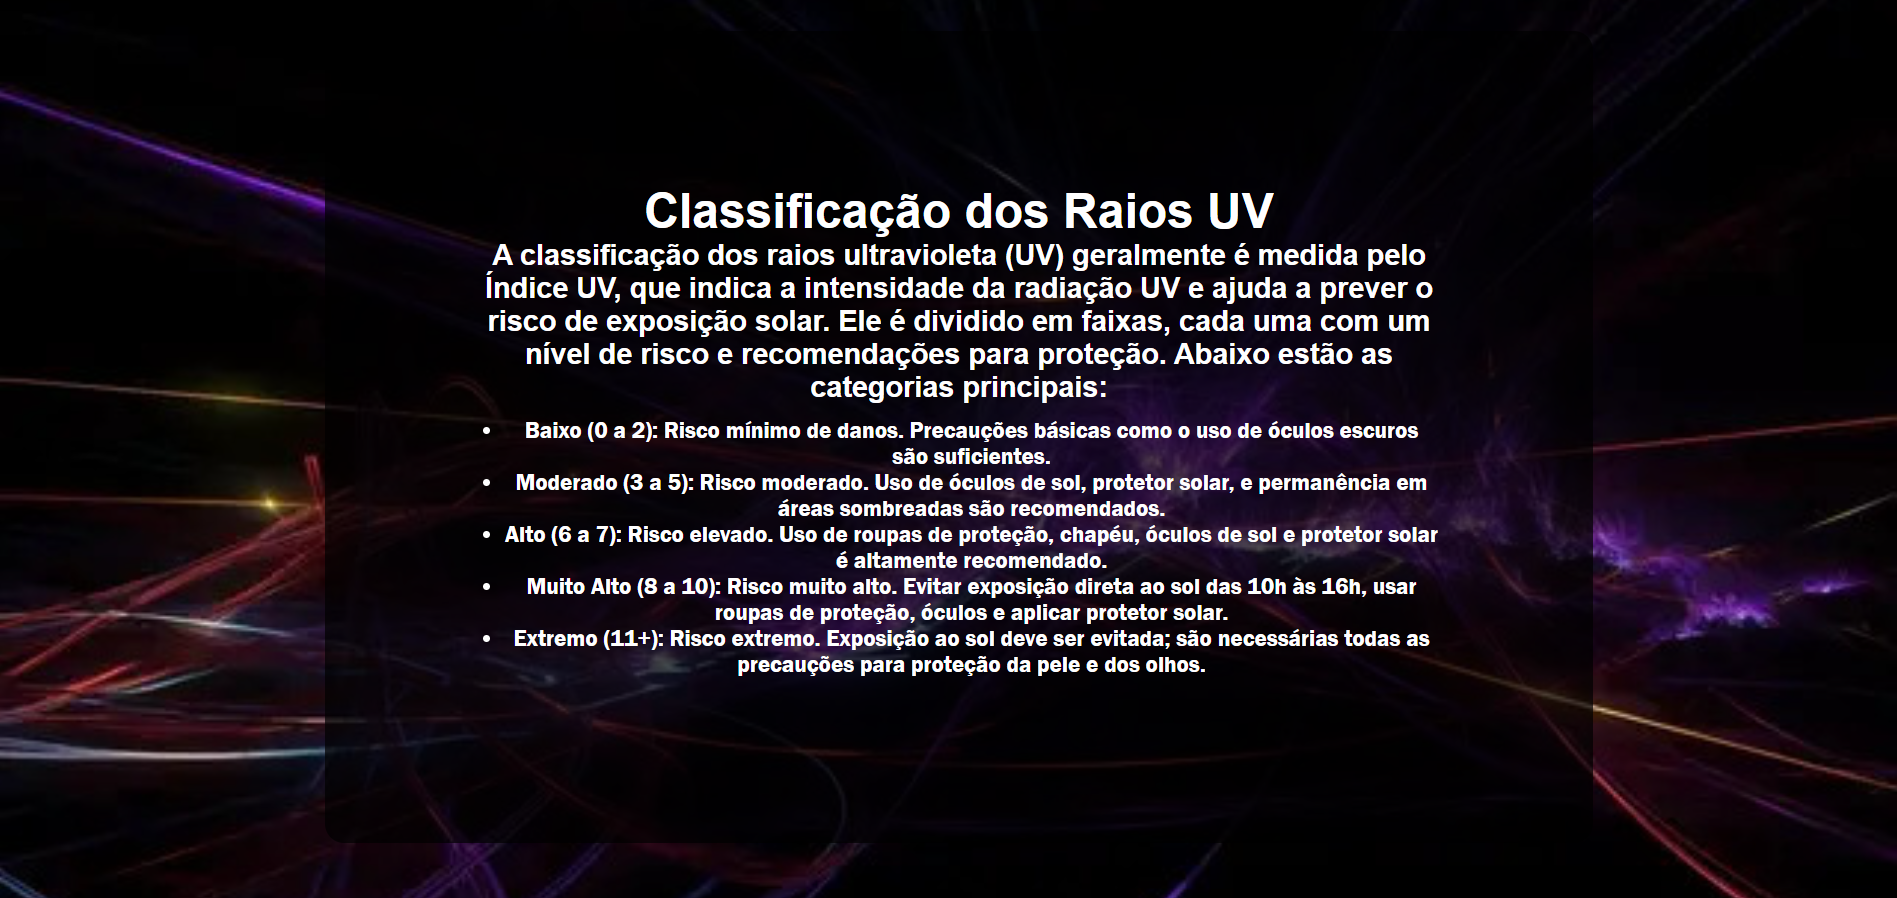 Classificação dos Raios UV
A classificação dos raios ultravioleta (UV) geralmente é medida pelo
Índice UV, que indica a intensidade da radiação UV e ajuda a prever o
risco de exposição solar. Ele é dividido em faixas, cada uma com um
nível de risco e recomendações para proteção. Abaixo estão as
categorias principais:
• Baixo (0 a 2): Risco mínimo de danos. Precauções básicas como o uso de óculos escuros
são suficientes.
• Moderado (3 a 5): Risco moderado. Uso de óculos de sol, protetor solar, e permanência em
áreas sombreadas são recomendados.
• Alto (6 a 7): Risco elevado. Uso de roupas de proteção, chapéu, óculos de sol e protetor solar
é altamente recomendado.
• Muito Alto (8 a 10): Risco muito alto. Evitar exposição direta ao sol das 10h às 16h, usar
roupas de proteção, óculos e aplicar protetor solar.
• Extremo (11+): Risco extremo. Exposição ao sol deve ser evitada; são necessárias todas as
precauções para proteção da pele e dos olhos.